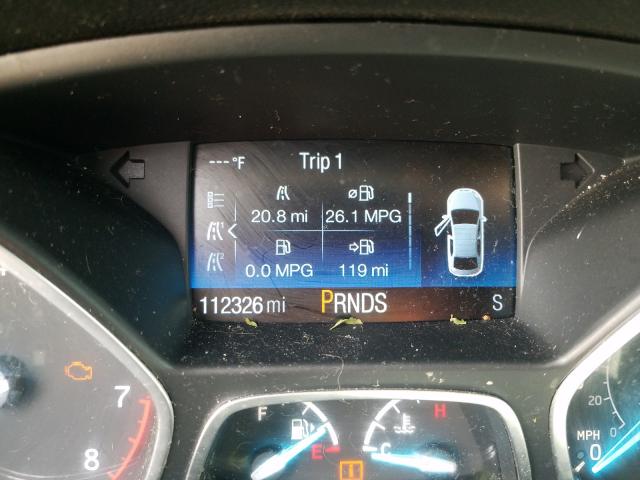 ---°F Trip 1
20.8 mi 26.1 MPG
0.0 MPG 119 mi
112326 mi PRNDS S
7
8
F H
E C
20
0
MPH 0